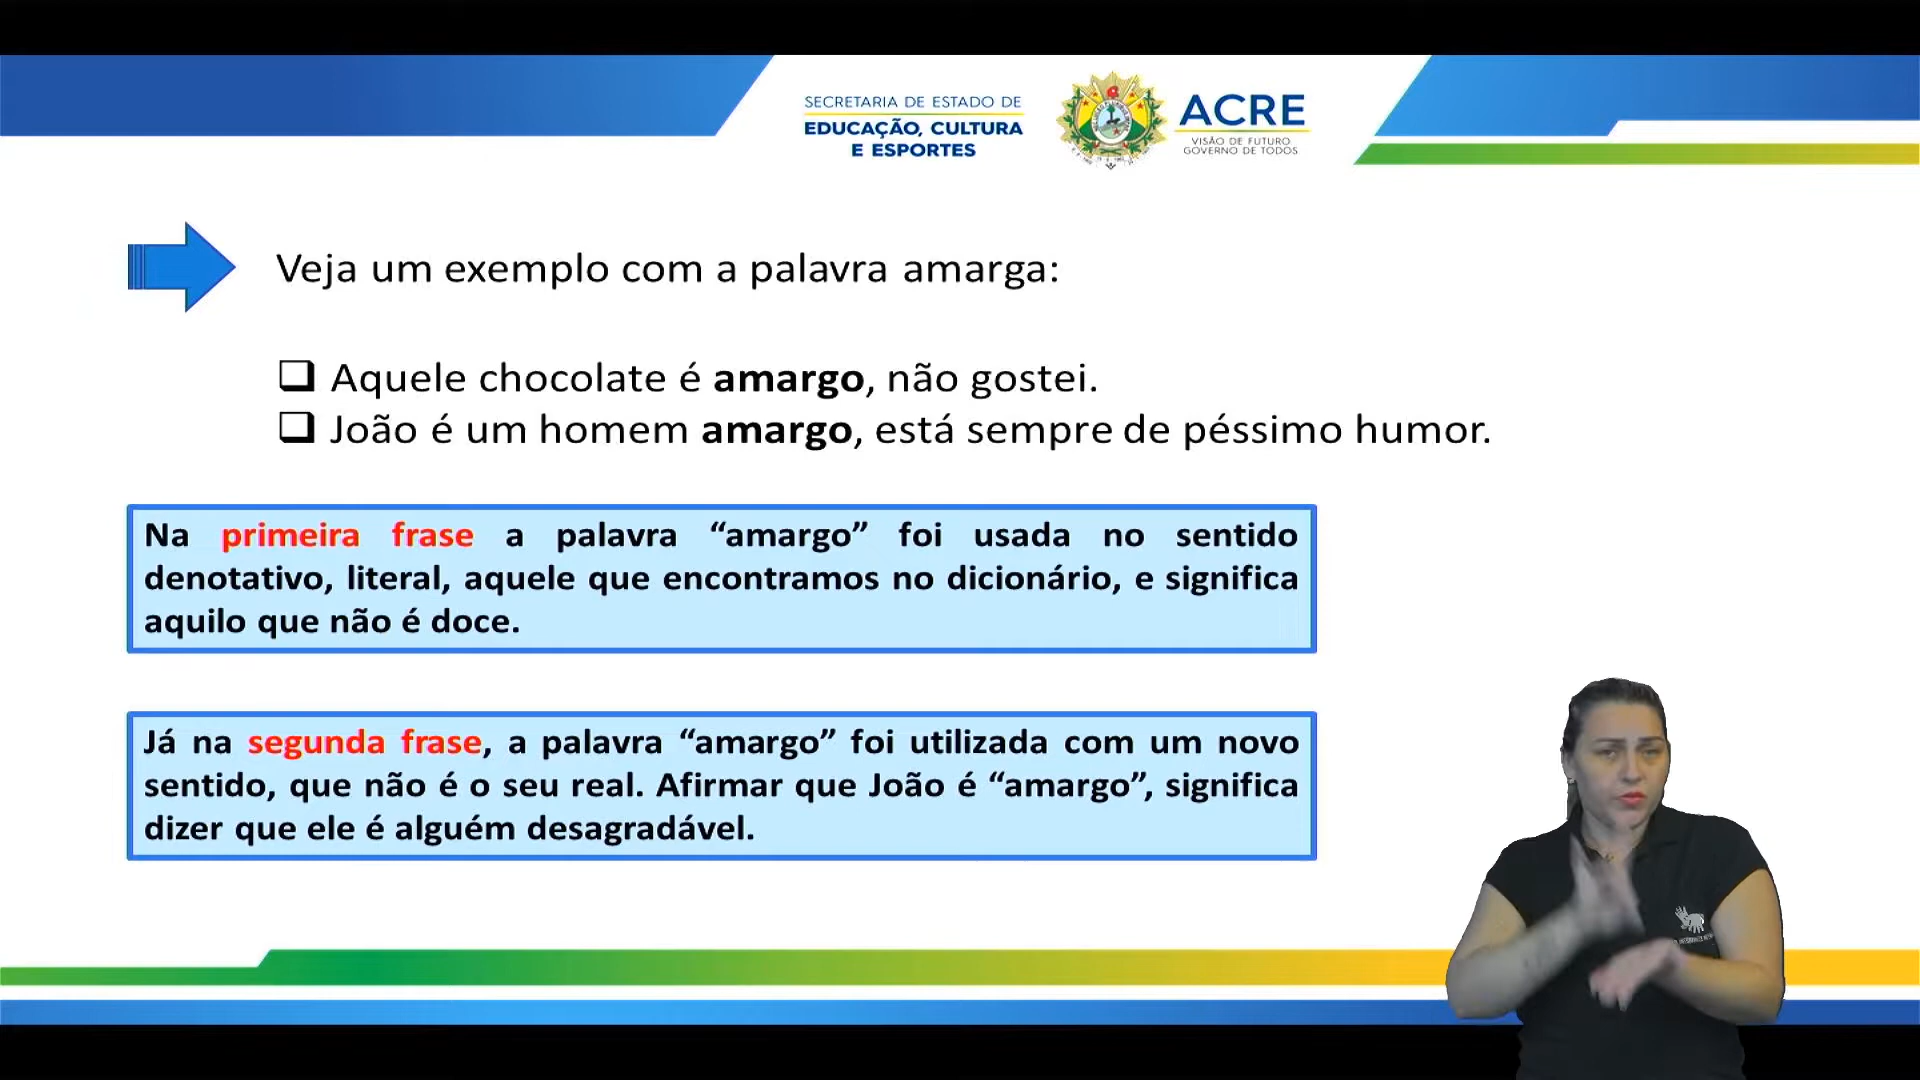 SECRETARIA DE ESTADO DE
EDUCAÇÃO, CULTURA
E ESPORTES
ACRE
VISÃO DE FUTURO
GOVERNO DE TODOS
Veja um exemplo com a palavra amarga:
Aquele chocolate é amargo, não gostei.
João é um homem amargo, está sempre de péssimo humor.
Na primeira frase a palavra “amargo” foi usada no sentido
denotativo, literal, aquele que encontramos no dicionário, e significa
aquilo que não é doce.
Já na segunda frase, a palavra “amargo” foi utilizada com um novo
sentido, que não é o seu real. Afirmar que João é “amargo”, significa
dizer que ele é alguém desagradável.